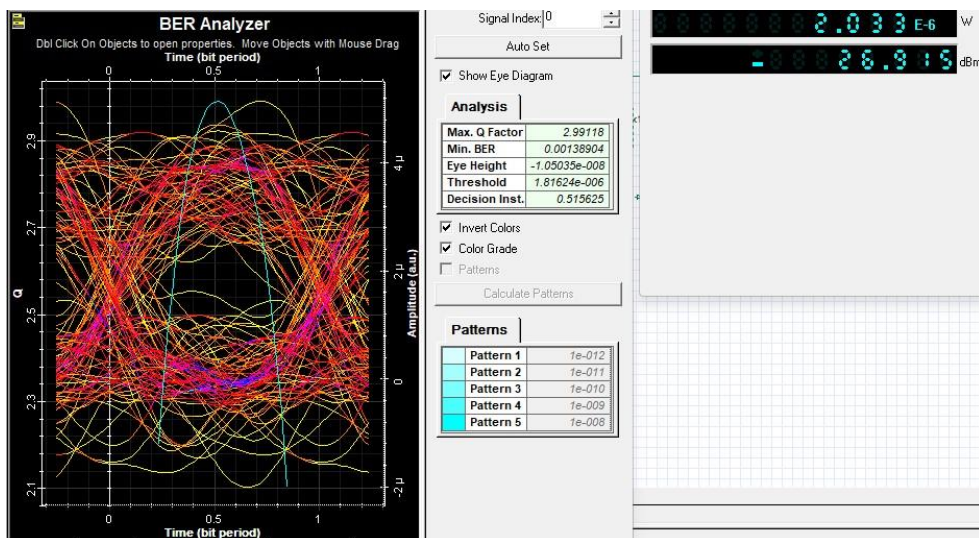 BER Analyzer
Dbl Click On Objects to open properties. Move Objects with Mouse Drag
Time (bit period)
0 0.5 1
Q
2.9
2.7
2.5
2.3
2.1
Amplitude (a.u.)
4 µ
2 µ
0
-2 µ
0 0.5 1
Time (bit period)
Signal Index: 0
Auto Set
Show Eye Diagram
Analysis
Max. Q Factor 2.99118
Min. BER 0.00138904
Eye Height -1.05035e-008
Threshold 1.81624e-006
Decision Inst. 0.515625
Invert Colors
Color Grade
Patterns
Calculate Patterns
Patterns
Pattern 1 1e-012
Pattern 2 1e-011
Pattern 3 1e-010
Pattern 4 1e-009
Pattern 5 1e-008
2.033 E-6 W
- 26.915 dBm